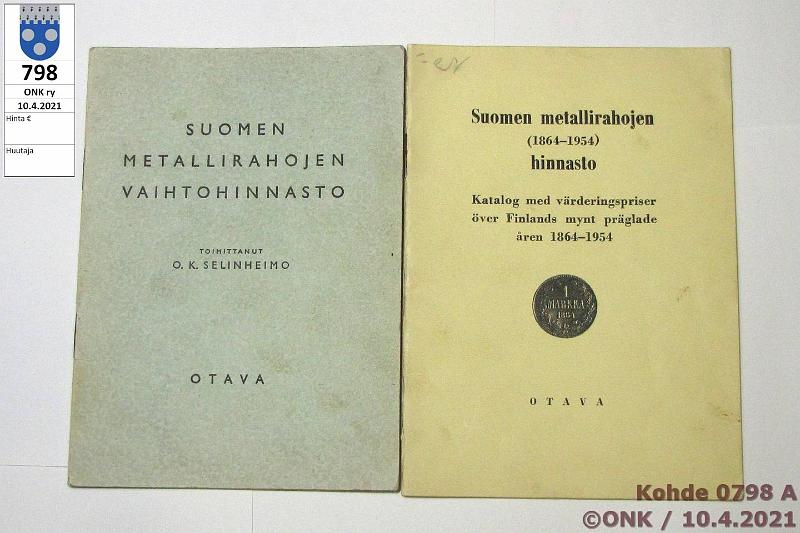 798
ONK ry
10.4.2021
Hinta €
Huutaja
SUOMEN
METALLIRAHOJEN
VAIHTOHINNASTO
TOIMITTANUT
O. K. SELINHEIMO
OTAVA
Suomen metallirahojen
(1864–1954)
hinnasto
Katalog med värderingspriser
över Finlands mynt präglade
åren 1864–1954
1
MARKKA
1864
OTAVA
Kohde 0798 A
©ONK / 10.4.2021